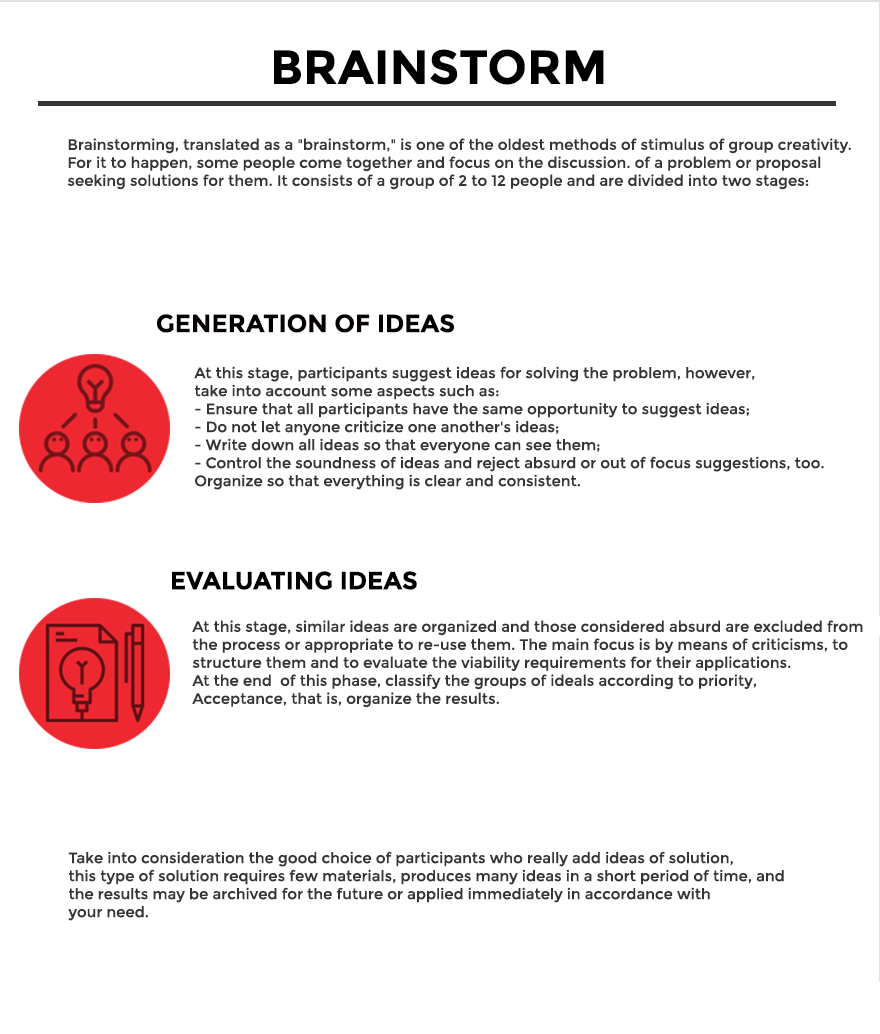 BRAINSTORM
Brainstorming, translated as a "brainstorm," is one of the oldest methods of stimulus of group creativity.
For it to happen, some people come together and focus on the discussion. of a problem or proposal
seeking solutions for them. It consists of a group of 2 to 12 people and are divided into two stages:
GENERATION OF IDEAS
At this stage, participants suggest ideas for solving the problem, however,
take into account some aspects such as:
- Ensure that all participants have the same opportunity to suggest ideas;
- Do not let anyone criticize one another's ideas;
- Write down all ideas so that everyone can see them;
- Control the soundness of ideas and reject absurd or out of focus suggestions, too.
Organize so that everything is clear and consistent.
EVALUATING IDEAS
At this stage, similar ideas are organized and those considered absurd are excluded from
the process or appropriate to re-use them. The main focus is by means of criticisms, to
structure them and to evaluate the viability requirements for their applications.
At the end  of this phase, classify the groups of ideals according to priority,
Acceptance, that is, organize the results.
Take into consideration the good choice of participants who really add ideas of solution,
this type of solution requires few materials, produces many ideas in a short period of time, and
the results may be archived for the future or applied immediately in accordance with
your need.